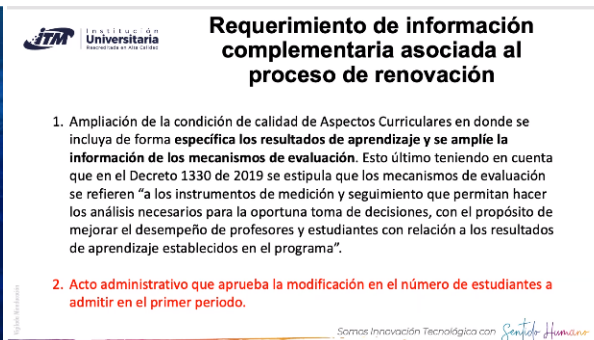 ITM
Institución
Universitaria
Reacreditada en Alta Calidad
Requerimiento de información
complementaria asociada al
proceso de renovación
1. Ampliación de la condición de calidad de Aspectos Curriculares en donde se
incluya de forma específica los resultados de aprendizaje y se amplíe la
información de los mecanismos de evaluación. Esto último teniendo en cuenta
que en el Decreto 1330 de 2019 se estipula que los mecanismos de evaluación
se refieren “a los instrumentos de medición y seguimiento que permitan hacer
los análisis necesarios para la oportuna toma de decisiones, con el propósito de
mejorar el desempeño de profesores y estudiantes con relación a los resultados
de aprendizaje establecidos en el programa”.
2. Acto administrativo que aprueba la modificación en el número de estudiantes a
admitir en el primer periodo.
Somos Innovación Tecnológica con Sentido Humano